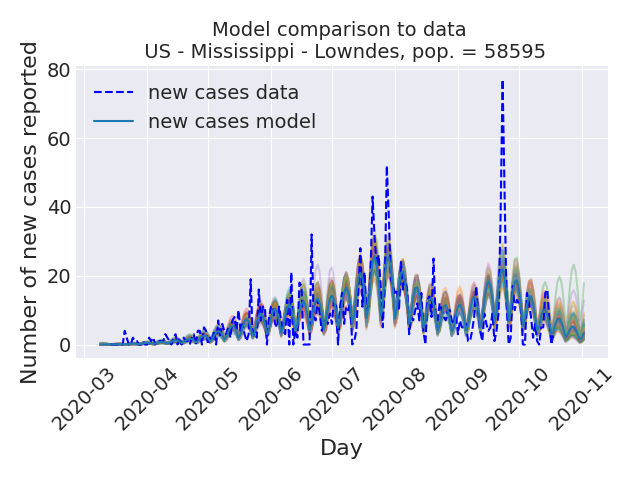 Model comparison to data
US - Mississippi - Lowndes, pop. = 58595
Number of new cases reported
80
60
40
20
0
new cases data
new cases model
2020-03
2020-04
2020-05
2020-06
2020-07
2020-08
2020-09
2020-10
2020-11
Day